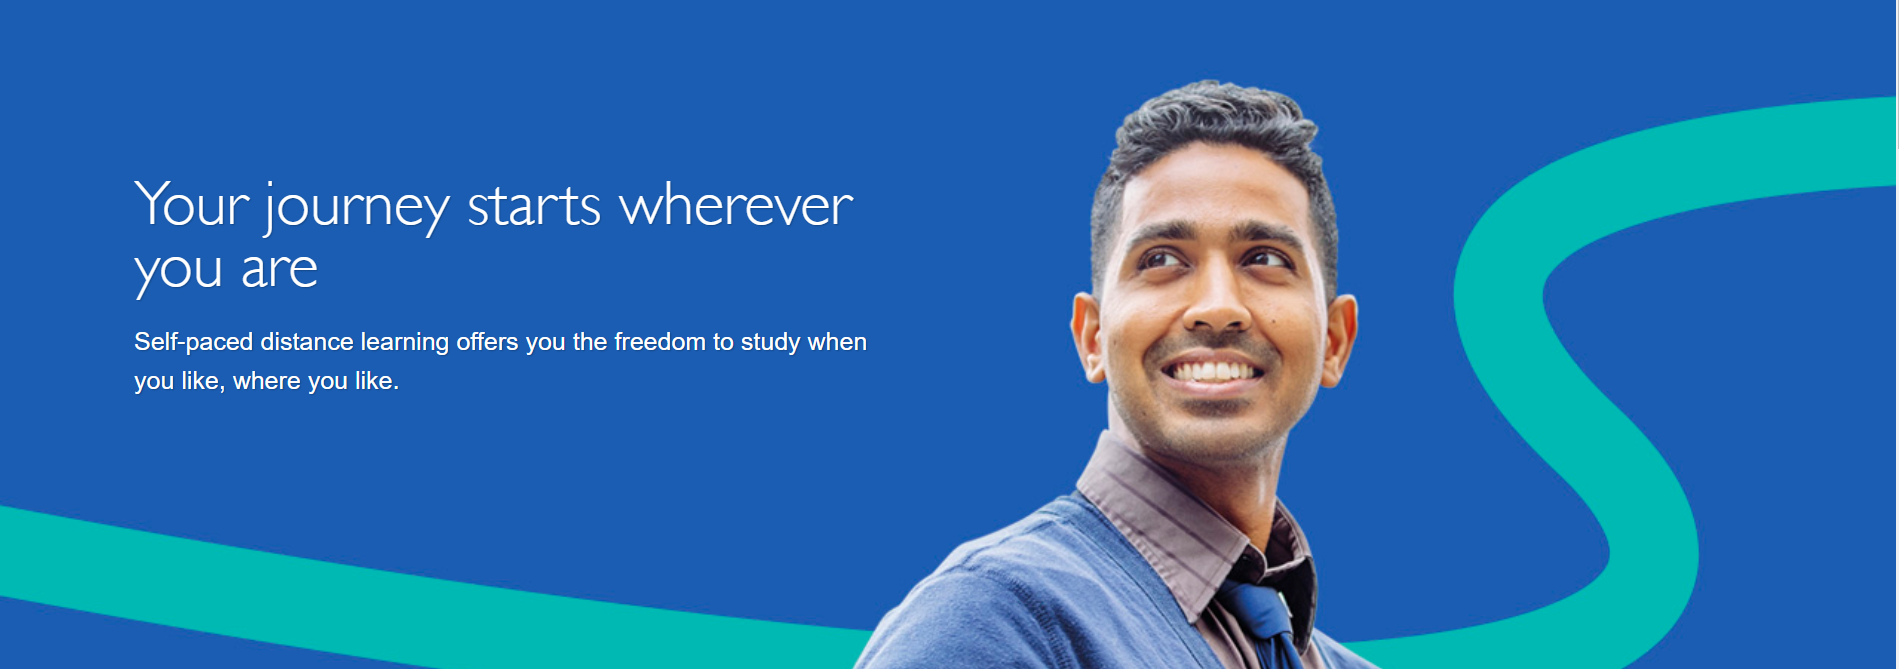 Your journey starts wherever
you are
Self-paced distance learning offers you the freedom to study when
you like, where you like.